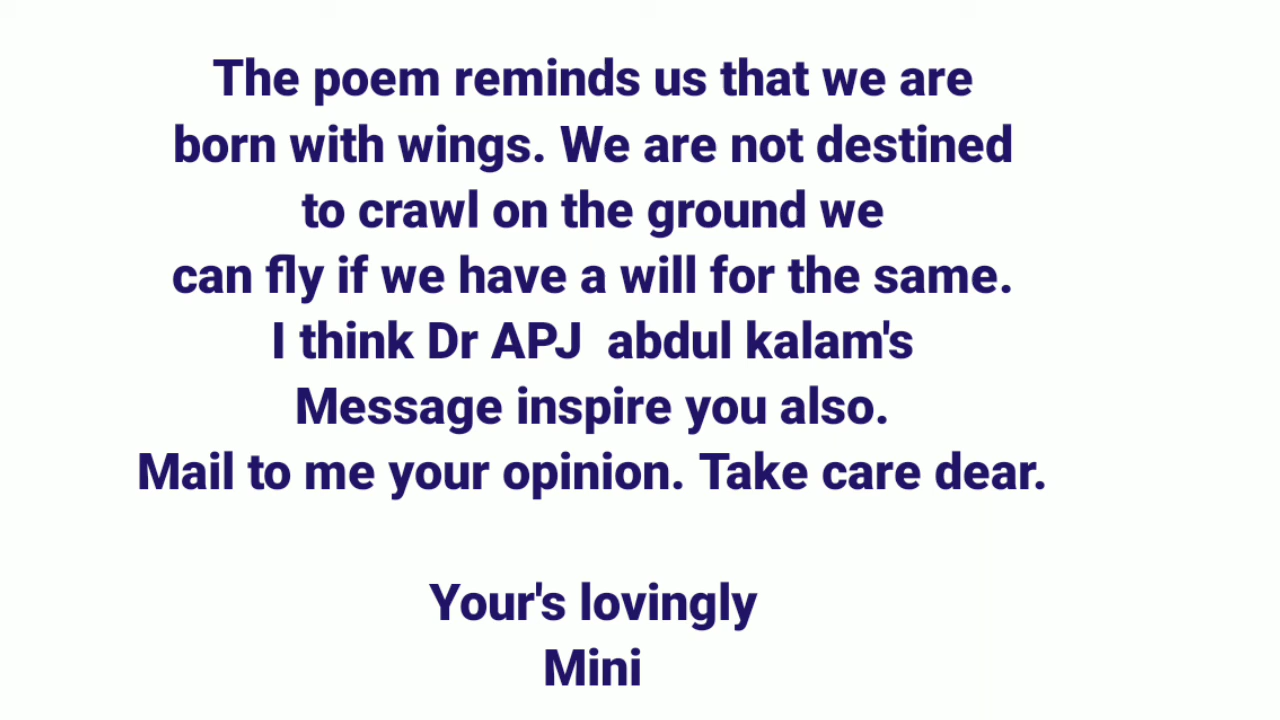 The poem reminds us that we are
born with wings. We are not destined
to crawl on the ground we
can fly if we have a will for the same.
I think Dr APJ  abdul kalam's
Message inspire you also.
Mail to me your opinion. Take care dear.
Your's lovingly
Mini